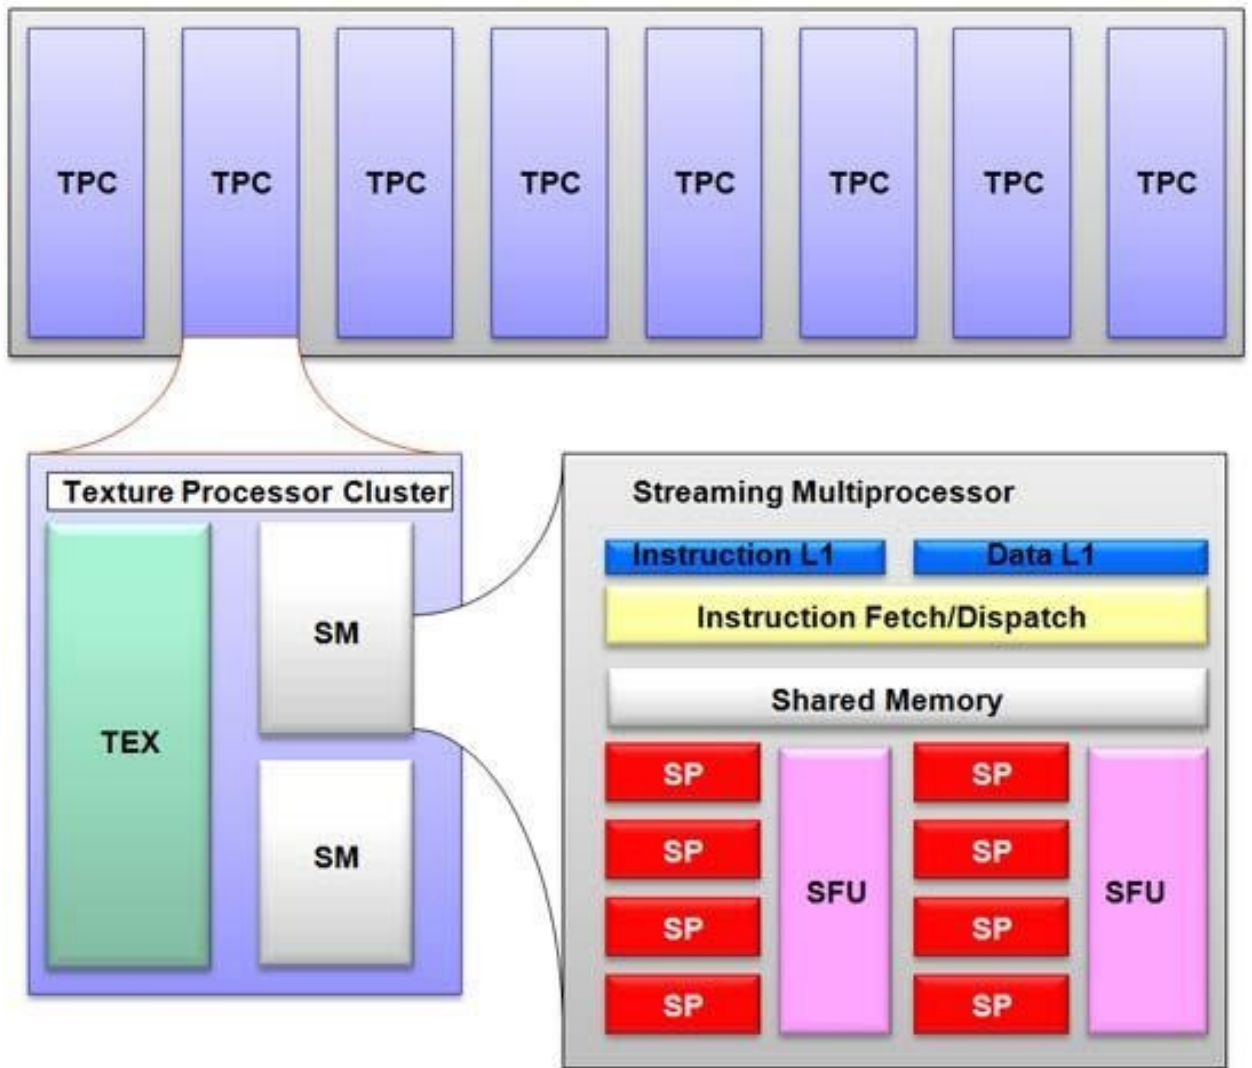 TPC TPC TPC TPC TPC TPC TPC TPC
Texture Processor Cluster
TEX
SM
SM
Streaming Multiprocessor
Instruction L1 Data L1
Instruction Fetch/Dispatch
Shared Memory
SP SP
SP SP
SFU SFU
SP SP
SP SP